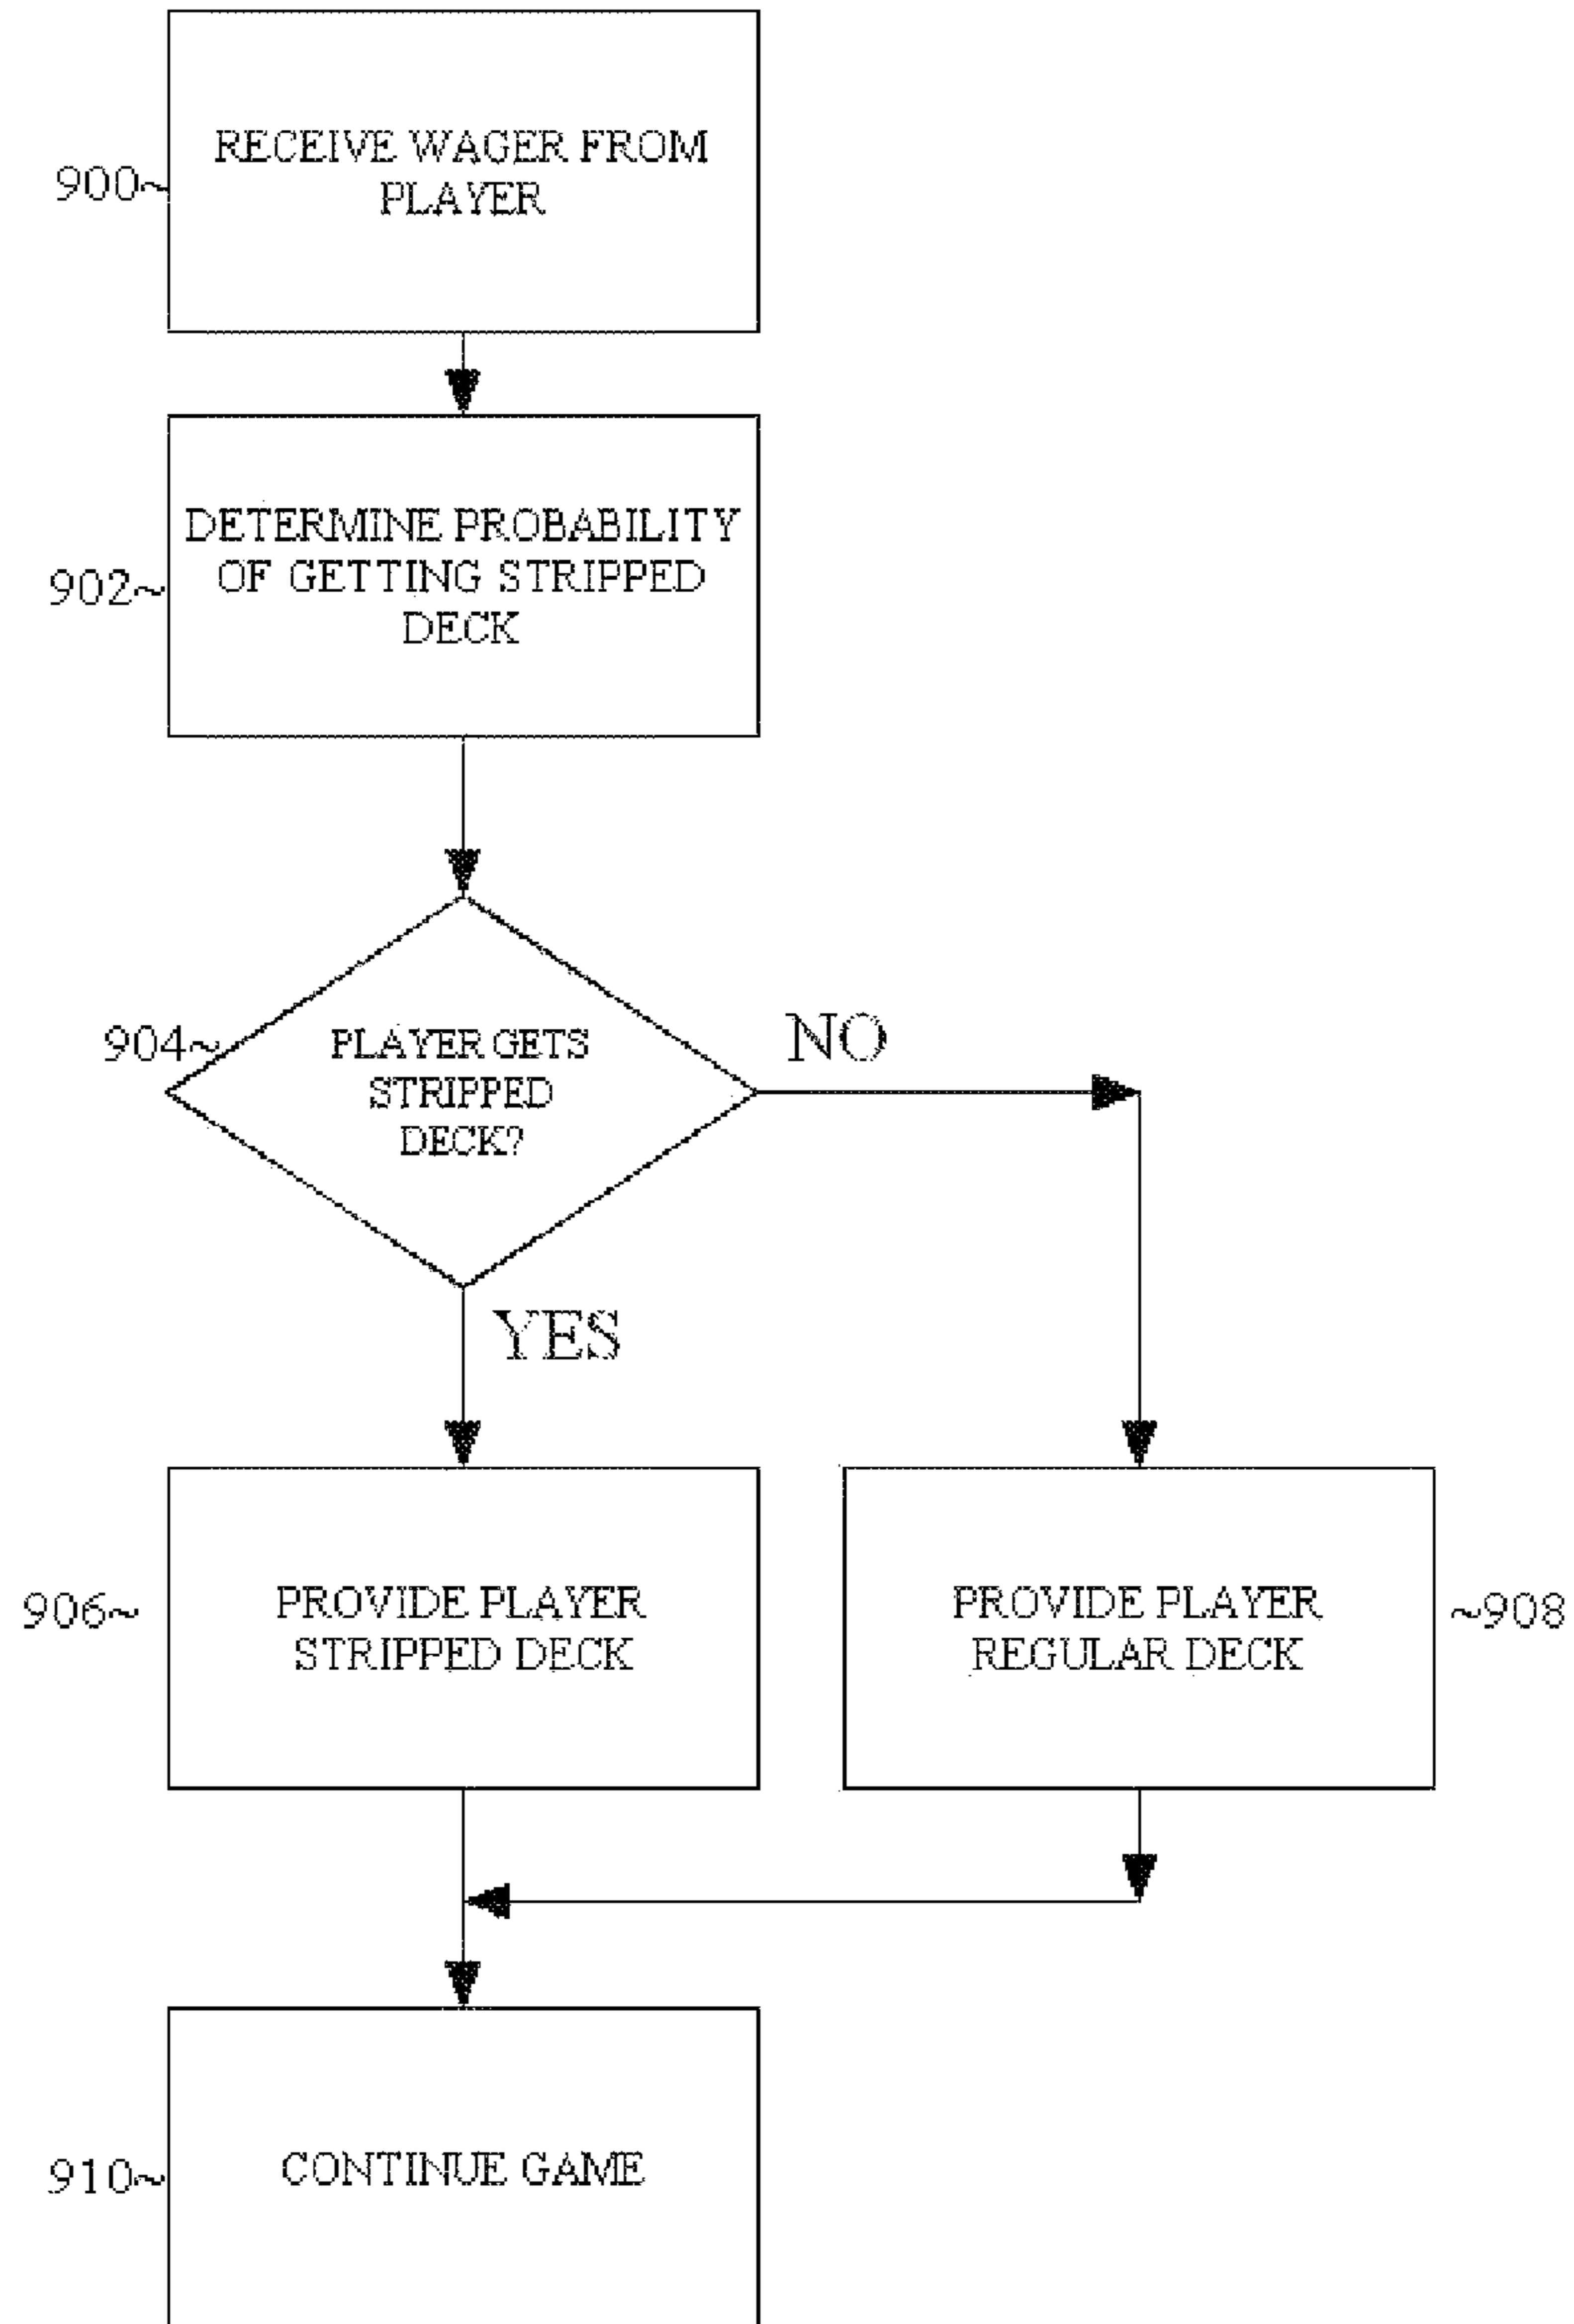 RECEIVE WAGER FROM
PLAYER
900~
DETERMINE PROBABILITY
OF GETTING STRIPPED
DECK
902~
904~
PLAYER GETS
STRIPPED
DECK?
NO
YES
906~
PROVIDE PLAYER
STRIPPED DECK
PROVIDE PLAYER
REGULAR DECK
~908
CONTINUE GAME
910~